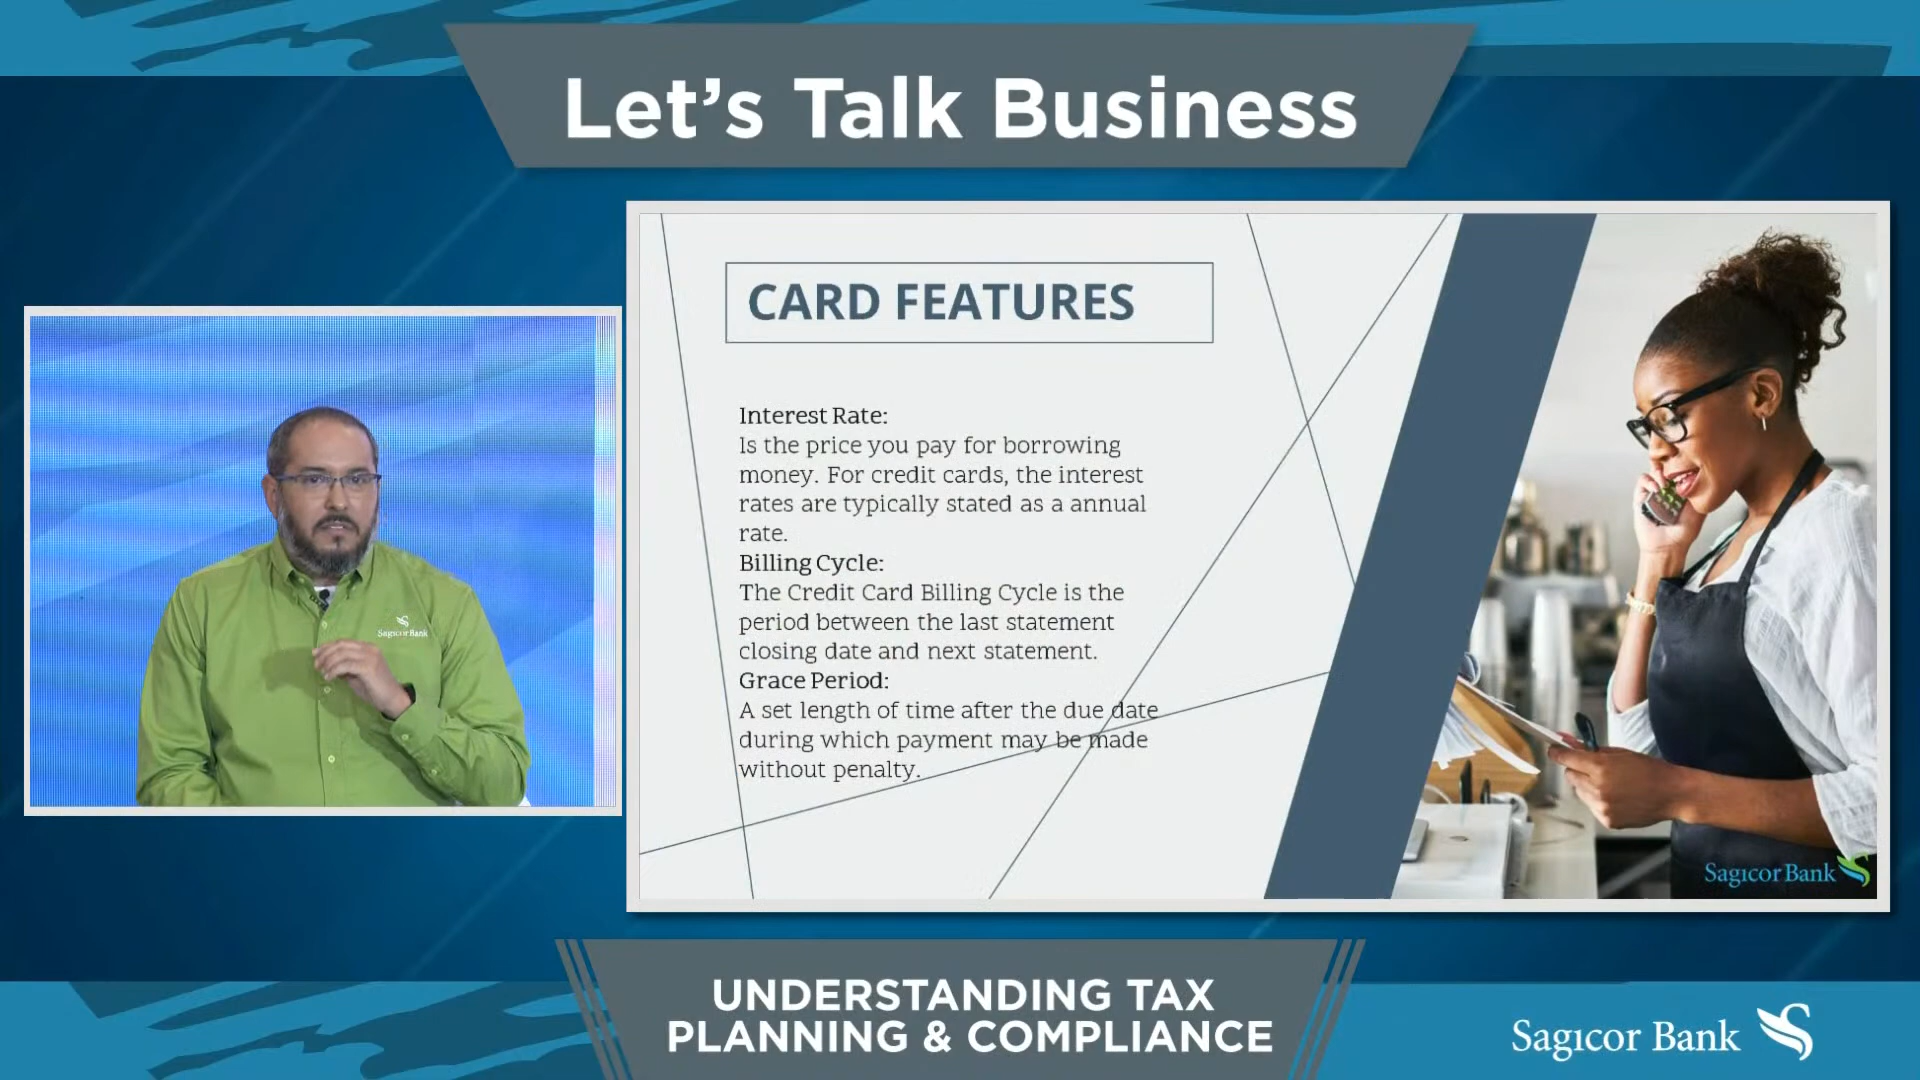 Let's Talk Business
CARD FEATURES
Interest Rate:
Is the price you pay for borrowing
money. For credit cards, the interest
rates are typically stated as a annual
rate.
Billing Cycle:
The Credit Card Billing Cycle is the
period between the last statement
closing date and next statement.
Grace Period:
A set length of time after the due date
during which payment may be made
without penalty.
Sagicor Bank
Sagicor Bank
UNDERSTANDING TAX
PLANNING & COMPLIANCE
Sagicor Bank